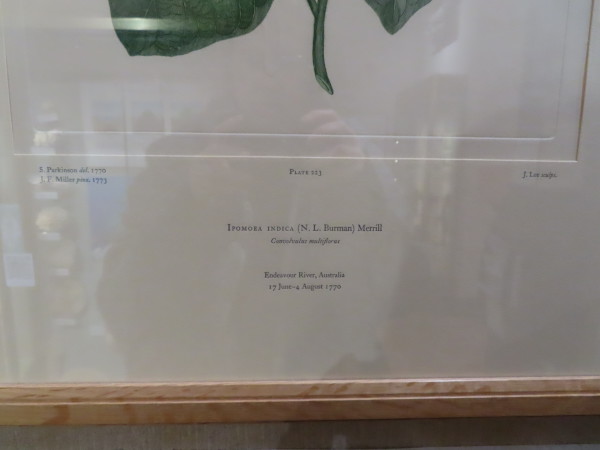 S. Parkinson del. 1770
J. F. Miller pinx. 1773
Plate 223
J. Lee sculps.
Ipomoea indica (N. L. Burman) Merrill
Convolvulus multiflorus
Endeavour River, Australia
17 June–4 August 1770